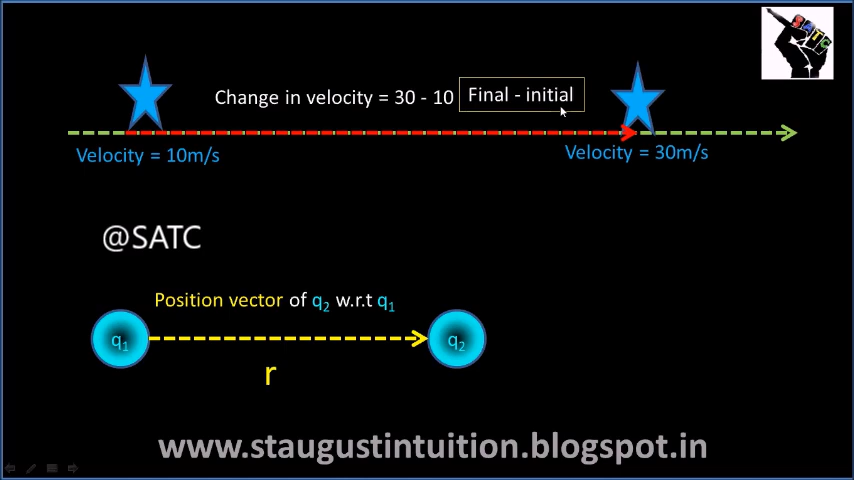 SATC
Change in velocity = 30 - 10 Final - initial
Velocity = 10m/s
Velocity = 30m/s
@SATC
Position vector of q₂ w.r.t q₁
q₁
q₂
r
www.staugustintuition.blogspot.in